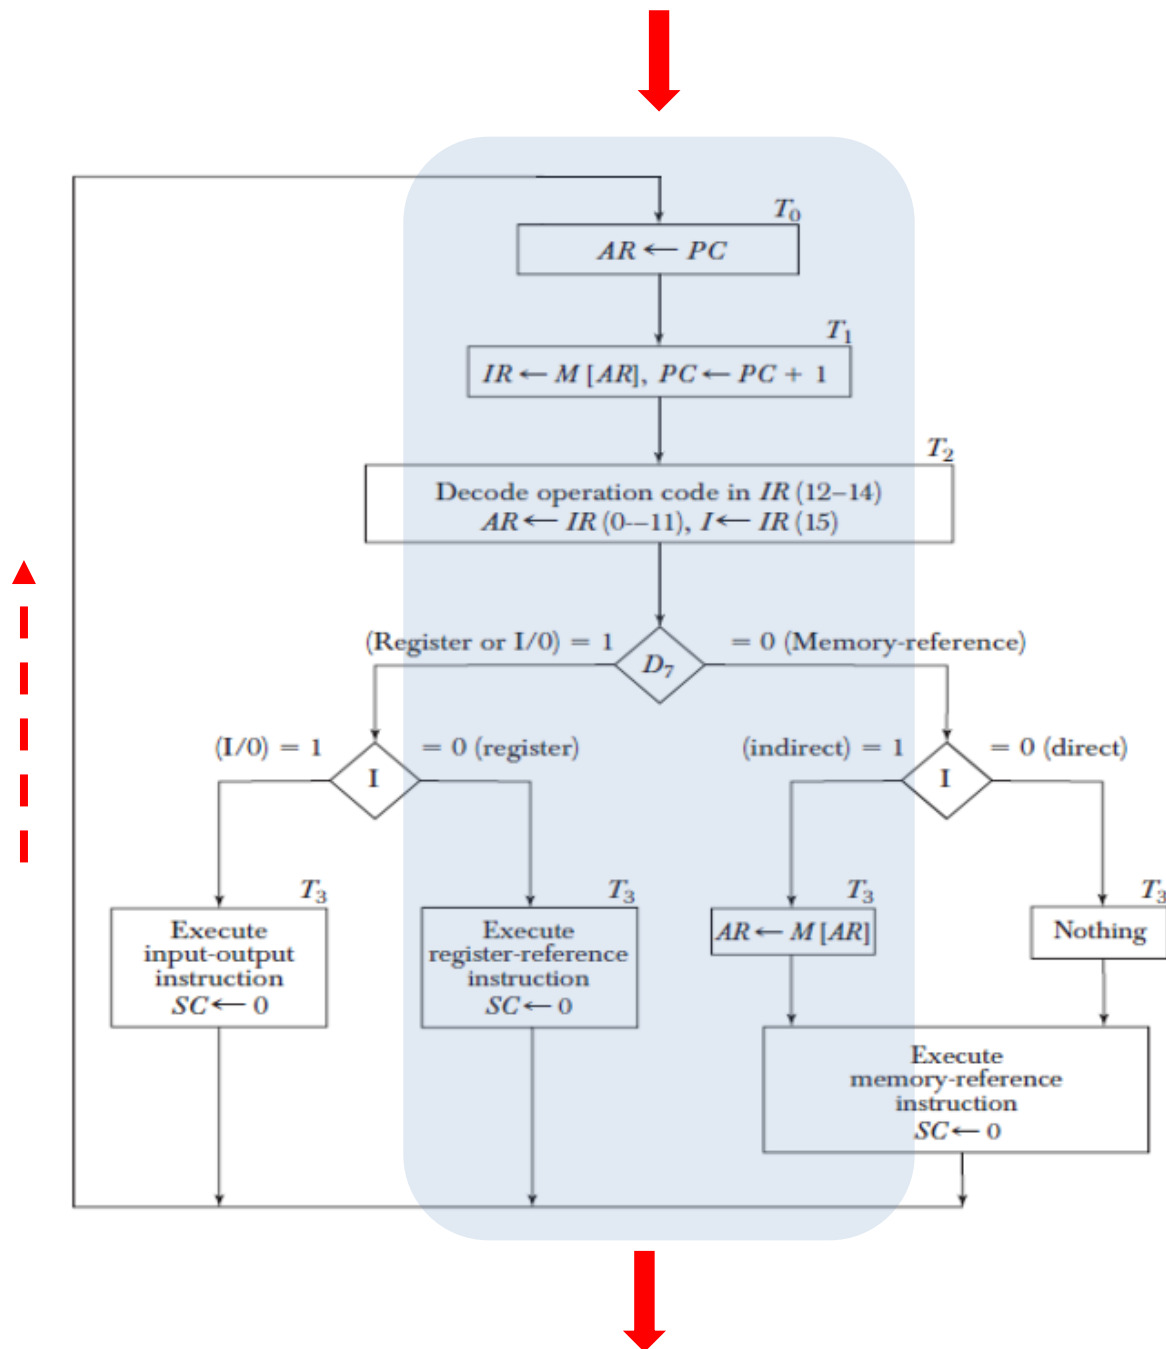 T0
AR ← PC
T1
IR ← M [AR], PC ← PC + 1
T2
Decode operation code in IR (12–14)
AR ← IR (0-–11), I ← IR (15)
(Register or I/0) = 1
D7
= 0 (Memory-reference)
(I/0) = 1
I
= 0 (register)
(indirect) = 1
I
= 0 (direct)
T3
Execute
input-output
instruction
SC ← 0
T3
Execute
register-reference
instruction
SC ← 0
T3
AR ← M [AR]
T3
Nothing
Execute
memory-reference
instruction
SC ← 0